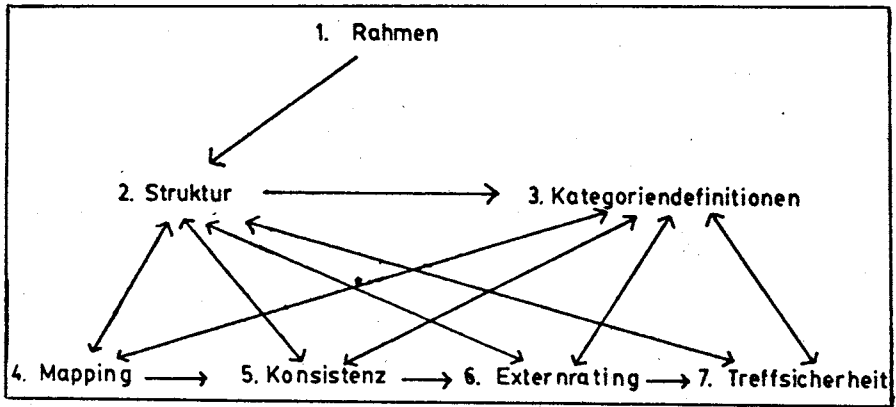 1. Rahmen
2. Struktur 3. Kategoriendefinitionen
4. Mapping 5. Konsistenz 6. Externrating 7. Treffsicherheit